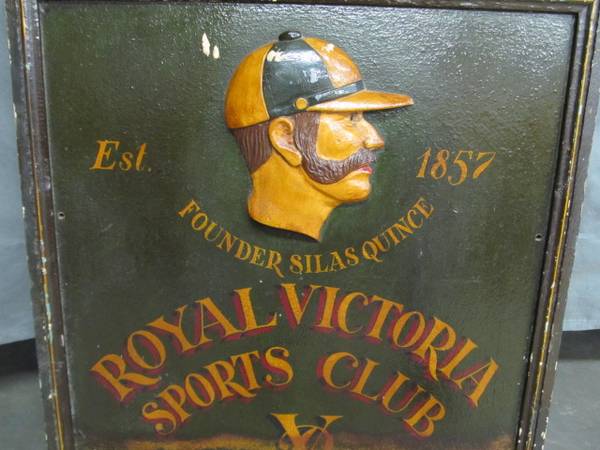 Est. 1857
FOUNDER SILAS QUINCE
ROYAL VICTORIA
SPORTS CLUB